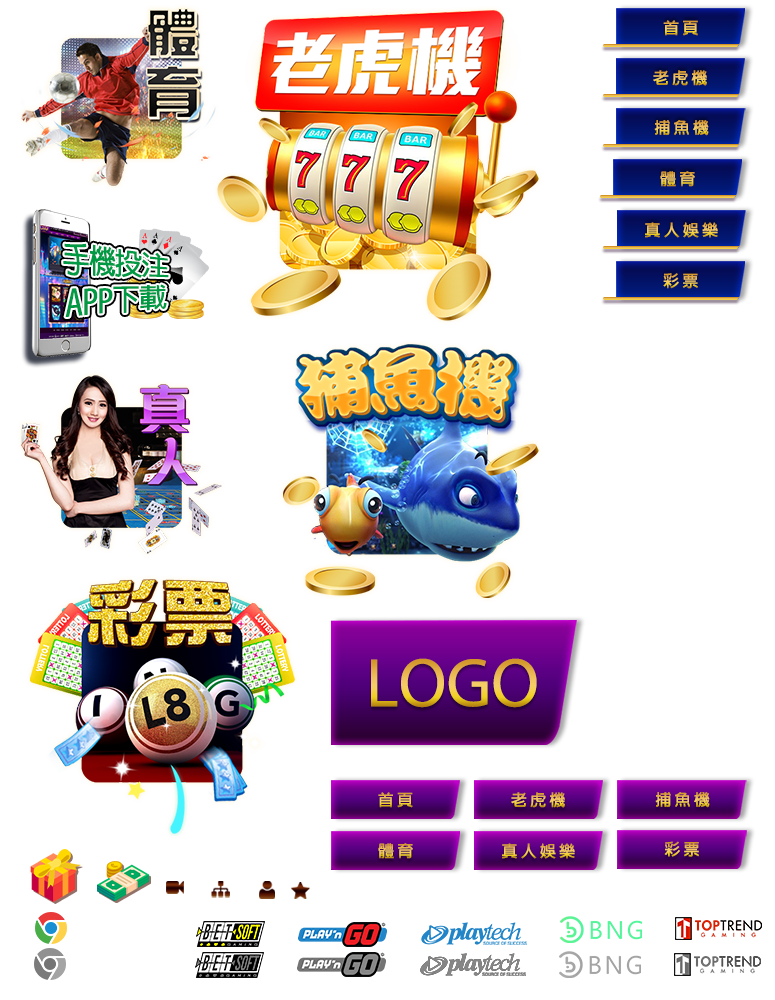 體育
老虎機
BAR BAR BAR
7 7 7
首頁
老虎機
捕魚機
體育
真人娛樂
彩票
手機投注
APP下載
真人
捕魚機
彩票
LOTTERY
LOTTERY
LOTTERY
LOTTERY
I N L8 G
LOGO
首頁
老虎機
捕魚機
體育
真人娛樂
彩票
BETSOFT
GAMING
PLAY'n GO
playtech
SOURCE OF SUCCESS
BNG
TOPTREND
GAMING
BETSOFT
GAMING
PLAY'n GO
playtech
SOURCE OF SUCCESS
BNG
TOPTREND
GAMING